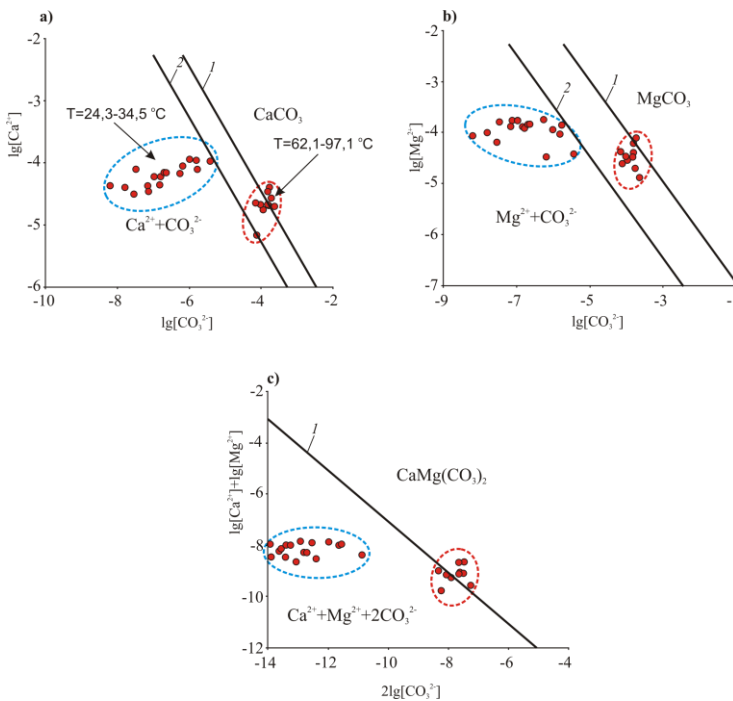 a)
-2
-3
-4
-5
-6
lg[Ca²⁺]
2
1
CaCO₃
T=24,3-34,5 °C
T=62,1-97,1 °C
Ca²⁺+CO₃²⁻
-10
-8
-6
-4
-2
lg[CO₃²⁻]
b)
-2
-3
-4
-5
-6
-7
lg[Mg²⁻]
2
1
MgCO₃
Mg²⁺+CO₃²⁻
-9
-7
-5
-3
lg[CO₃²⁻]
c)
-2
-4
-6
-8
-10
-12
lg[Ca²⁺]+lg[Mg²⁻]
1
CaMg(CO₃)₂
Ca²⁺+Mg²⁺+2CO₃²⁻
-14
-12
-10
-8
-6
-4
2lg[CO₃²⁻]